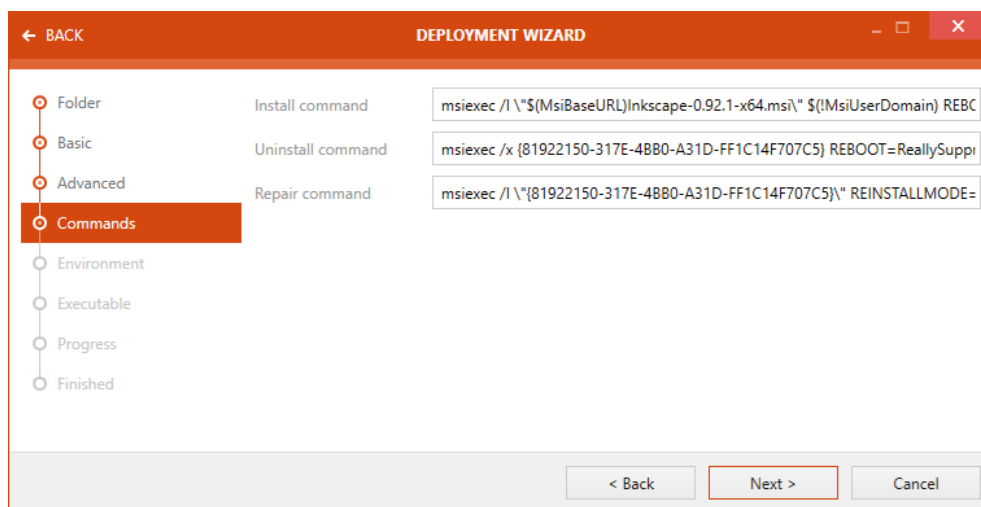 ← BACK
DEPLOYMENT WIZARD
Folder
Basic
Advanced
Commands
Environment
Executable
Progress
Finished
Install command
msiexec /I \"$(MsiBaseURL)Inkscape-0.92.1-x64.msi\" $(!MsiUserDomain) REBO
Uninstall command
msiexec /x {81922150-317E-4BB0-A31D-FF1C14F707C5} REBOOT=ReallySuppr
Repair command
msiexec /I \"{81922150-317E-4BB0-A31D-FF1C14F707C5}\" REINSTALLMODE=
< Back
Next >
Cancel